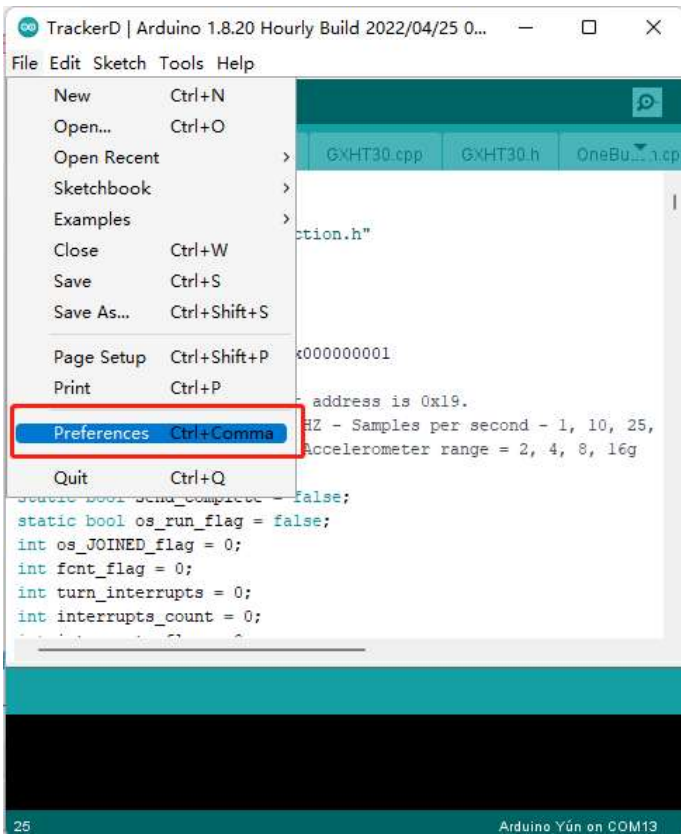 TrackerD | Arduino 1.8.20 Hourly Build 2022/04/25 0...
File Edit Sketch Tools Help
New Ctrl+N
Open... Ctrl+O
Open Recent
Sketchbook
Examples
Close Ctrl+W
Save Ctrl+S
Save As... Ctrl+Shift+S
Page Setup Ctrl+Shift+P
Print Ctrl+P
Preferences Ctrl+Comma
Quit Ctrl+Q
GXHT30.cpp GXHT30.h
ction.h"
x000000001
address is 0x19.
HZ - Samples per second - 1, 10, 25,
Accelerometer range = 2, 4, 8, 16g
static bool send_complete = false;
static bool os_run_flag = false;
int os_JOINED_flag = 0;
int fcnt_flag = 0;
int turn_interrupts = 0;
int interrupts_count = 0;
25 Arduino Yún on COM13